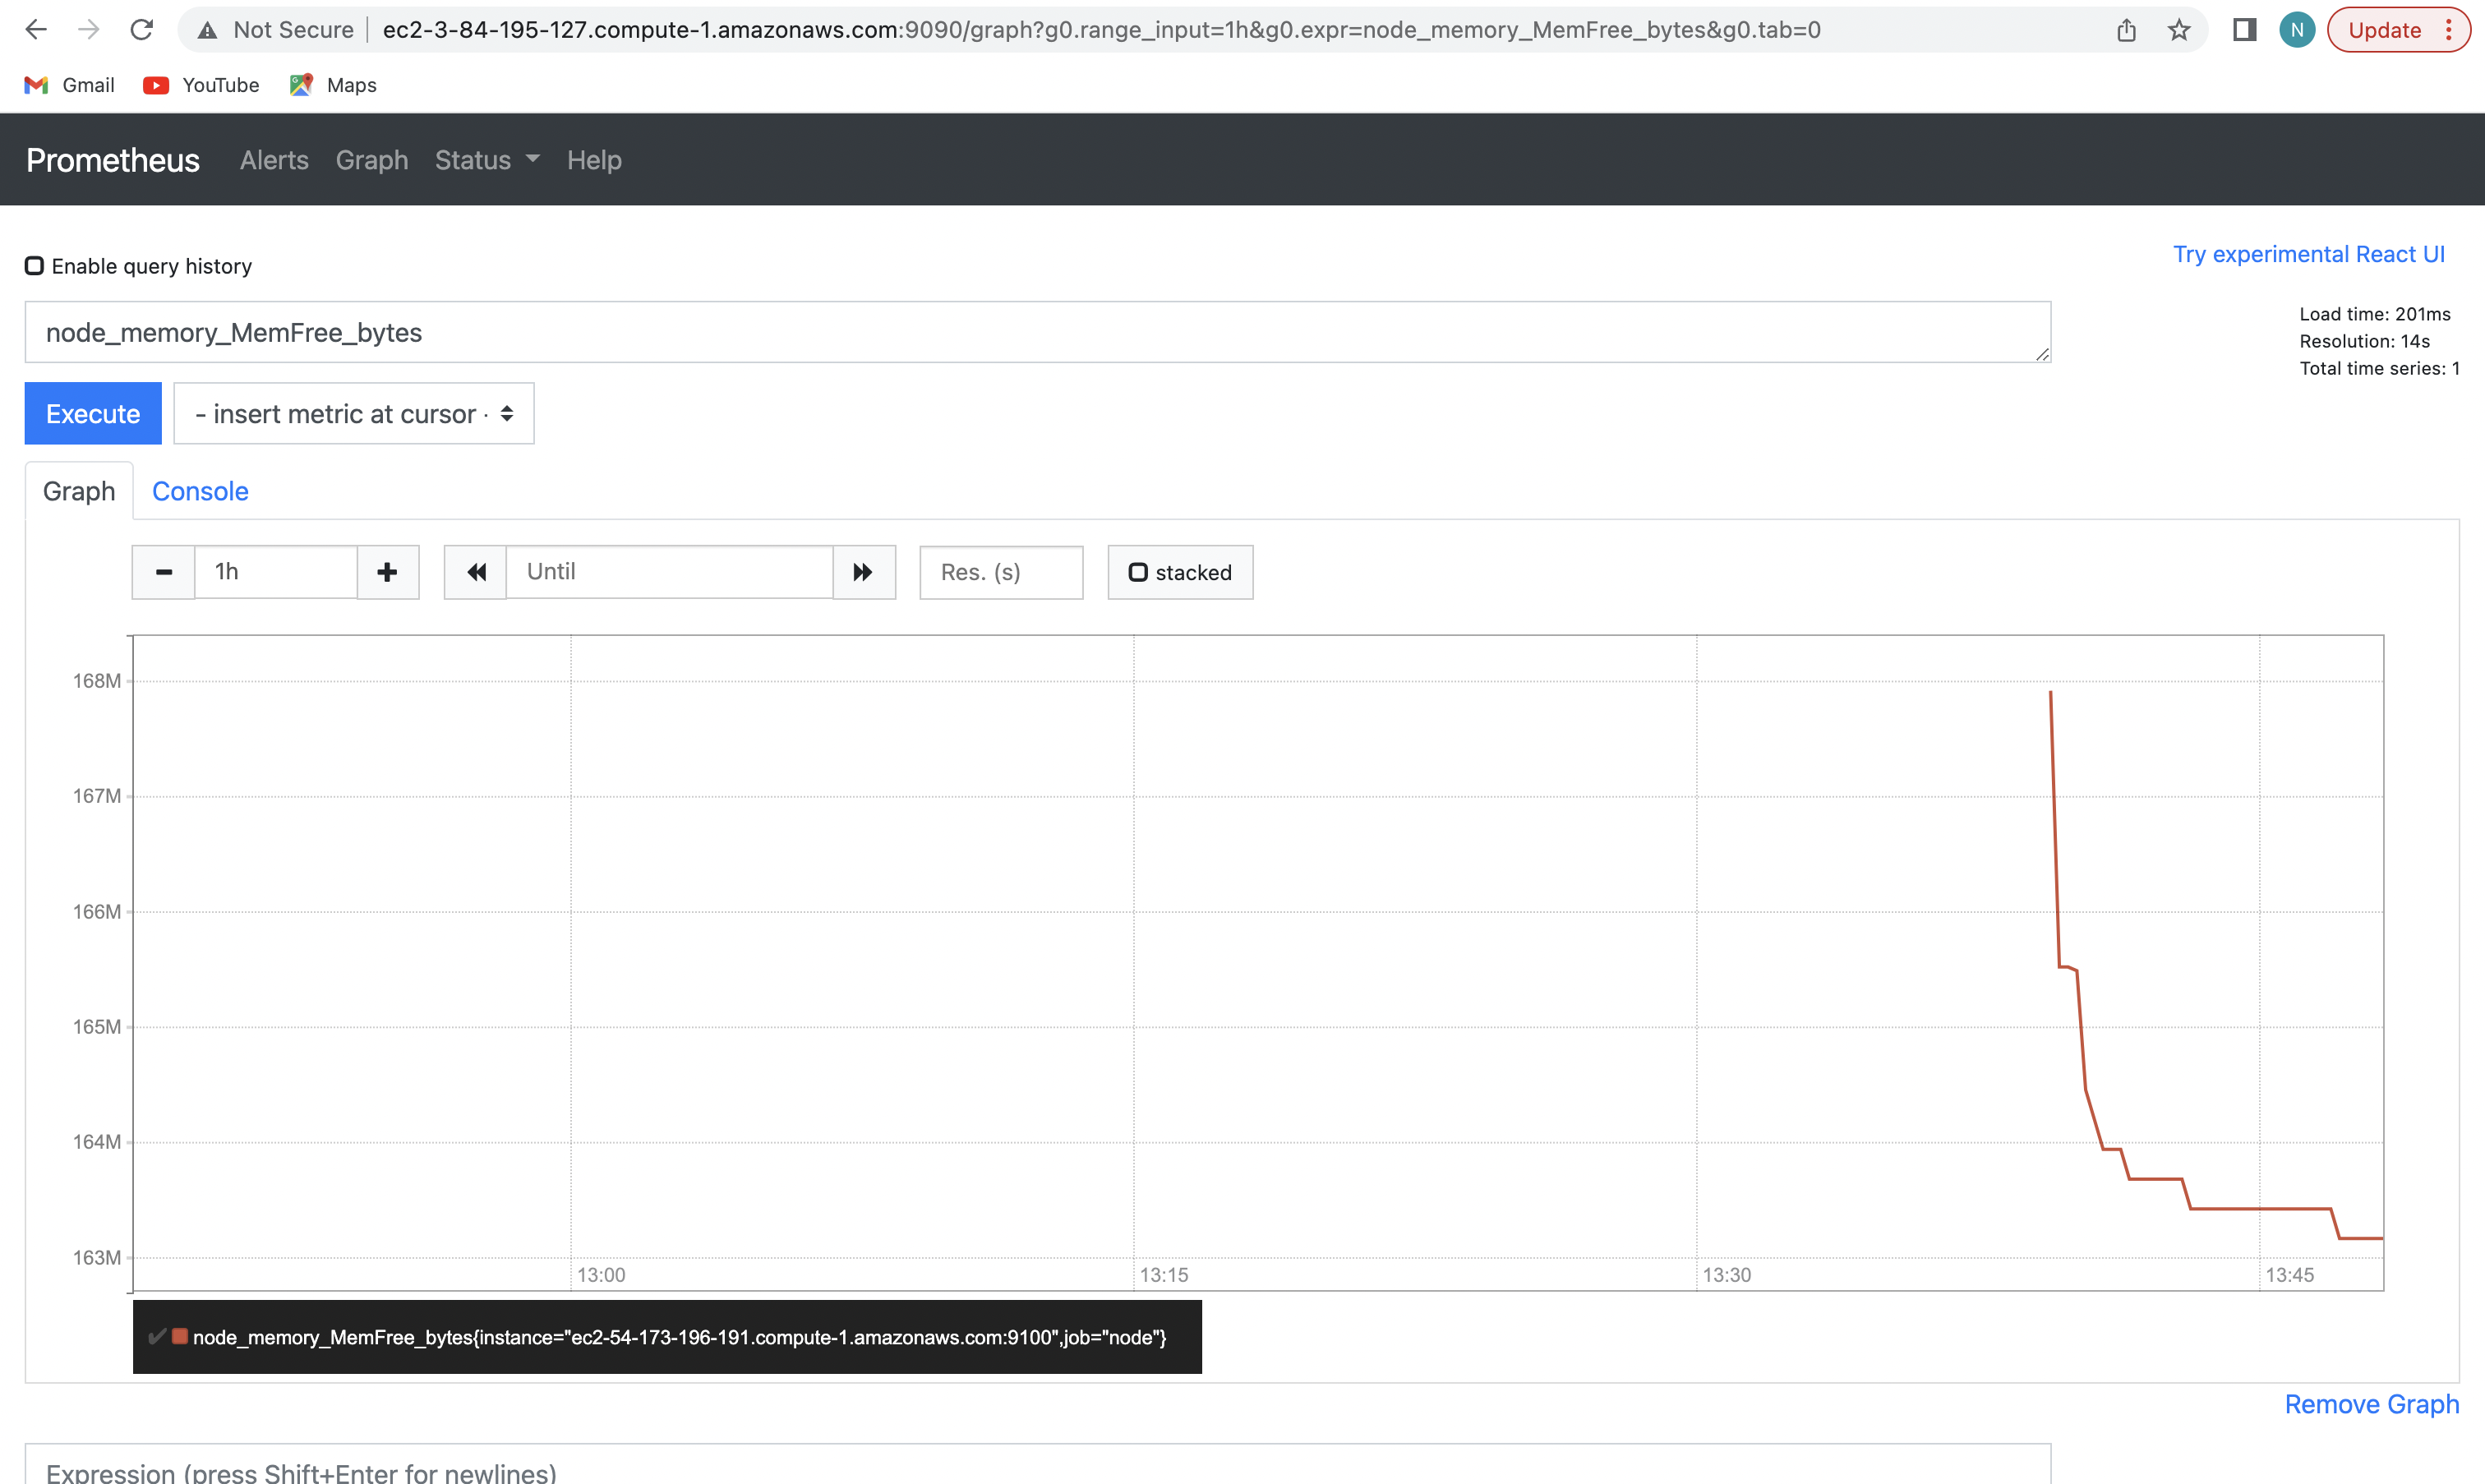 Not Secure | ec2-3-84-195-127.compute-1.amazonaws.com:9090/graph?g0.range_input=1h&g0.expr=node_memory_MemFree_bytes&g0.tab=0
N
Update
Gmail YouTube Maps
Prometheus Alerts Graph Status Help
Enable query history
Try experimental React UI
node_memory_MemFree_bytes
Load time: 201ms
Resolution: 14s
Total time series: 1
Execute
- insert metric at cursor -
Graph Console
1h
Until
Res. (s)
stacked
168M
167M
166M
165M
164M
163M
13:00 13:15 13:30 13:45
node_memory_MemFree_bytes{instance="ec2-54-173-196-191.compute-1.amazonaws.com:9100",job="node"}
Remove Graph
Expression (press Shift+Enter for newlines)